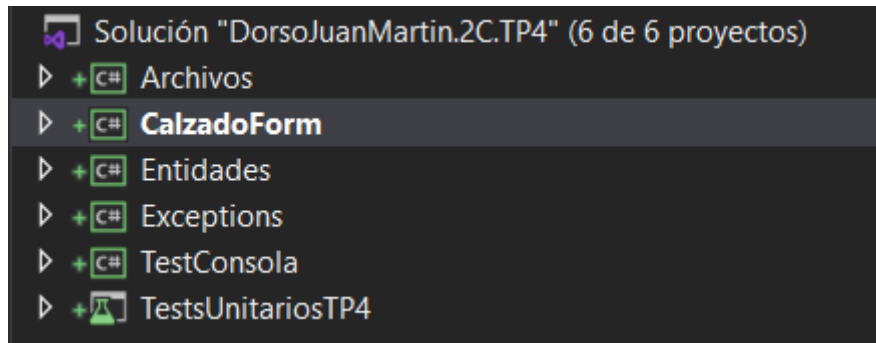 Solución "DorsoJuanMartin.2C.TP4" (6 de 6 proyectos)
+ C# Archivos
+ C# CalzadoForm
+ C# Entidades
+ C# Exceptions
+ C# TestConsola
+ TestsUnitariosTP4